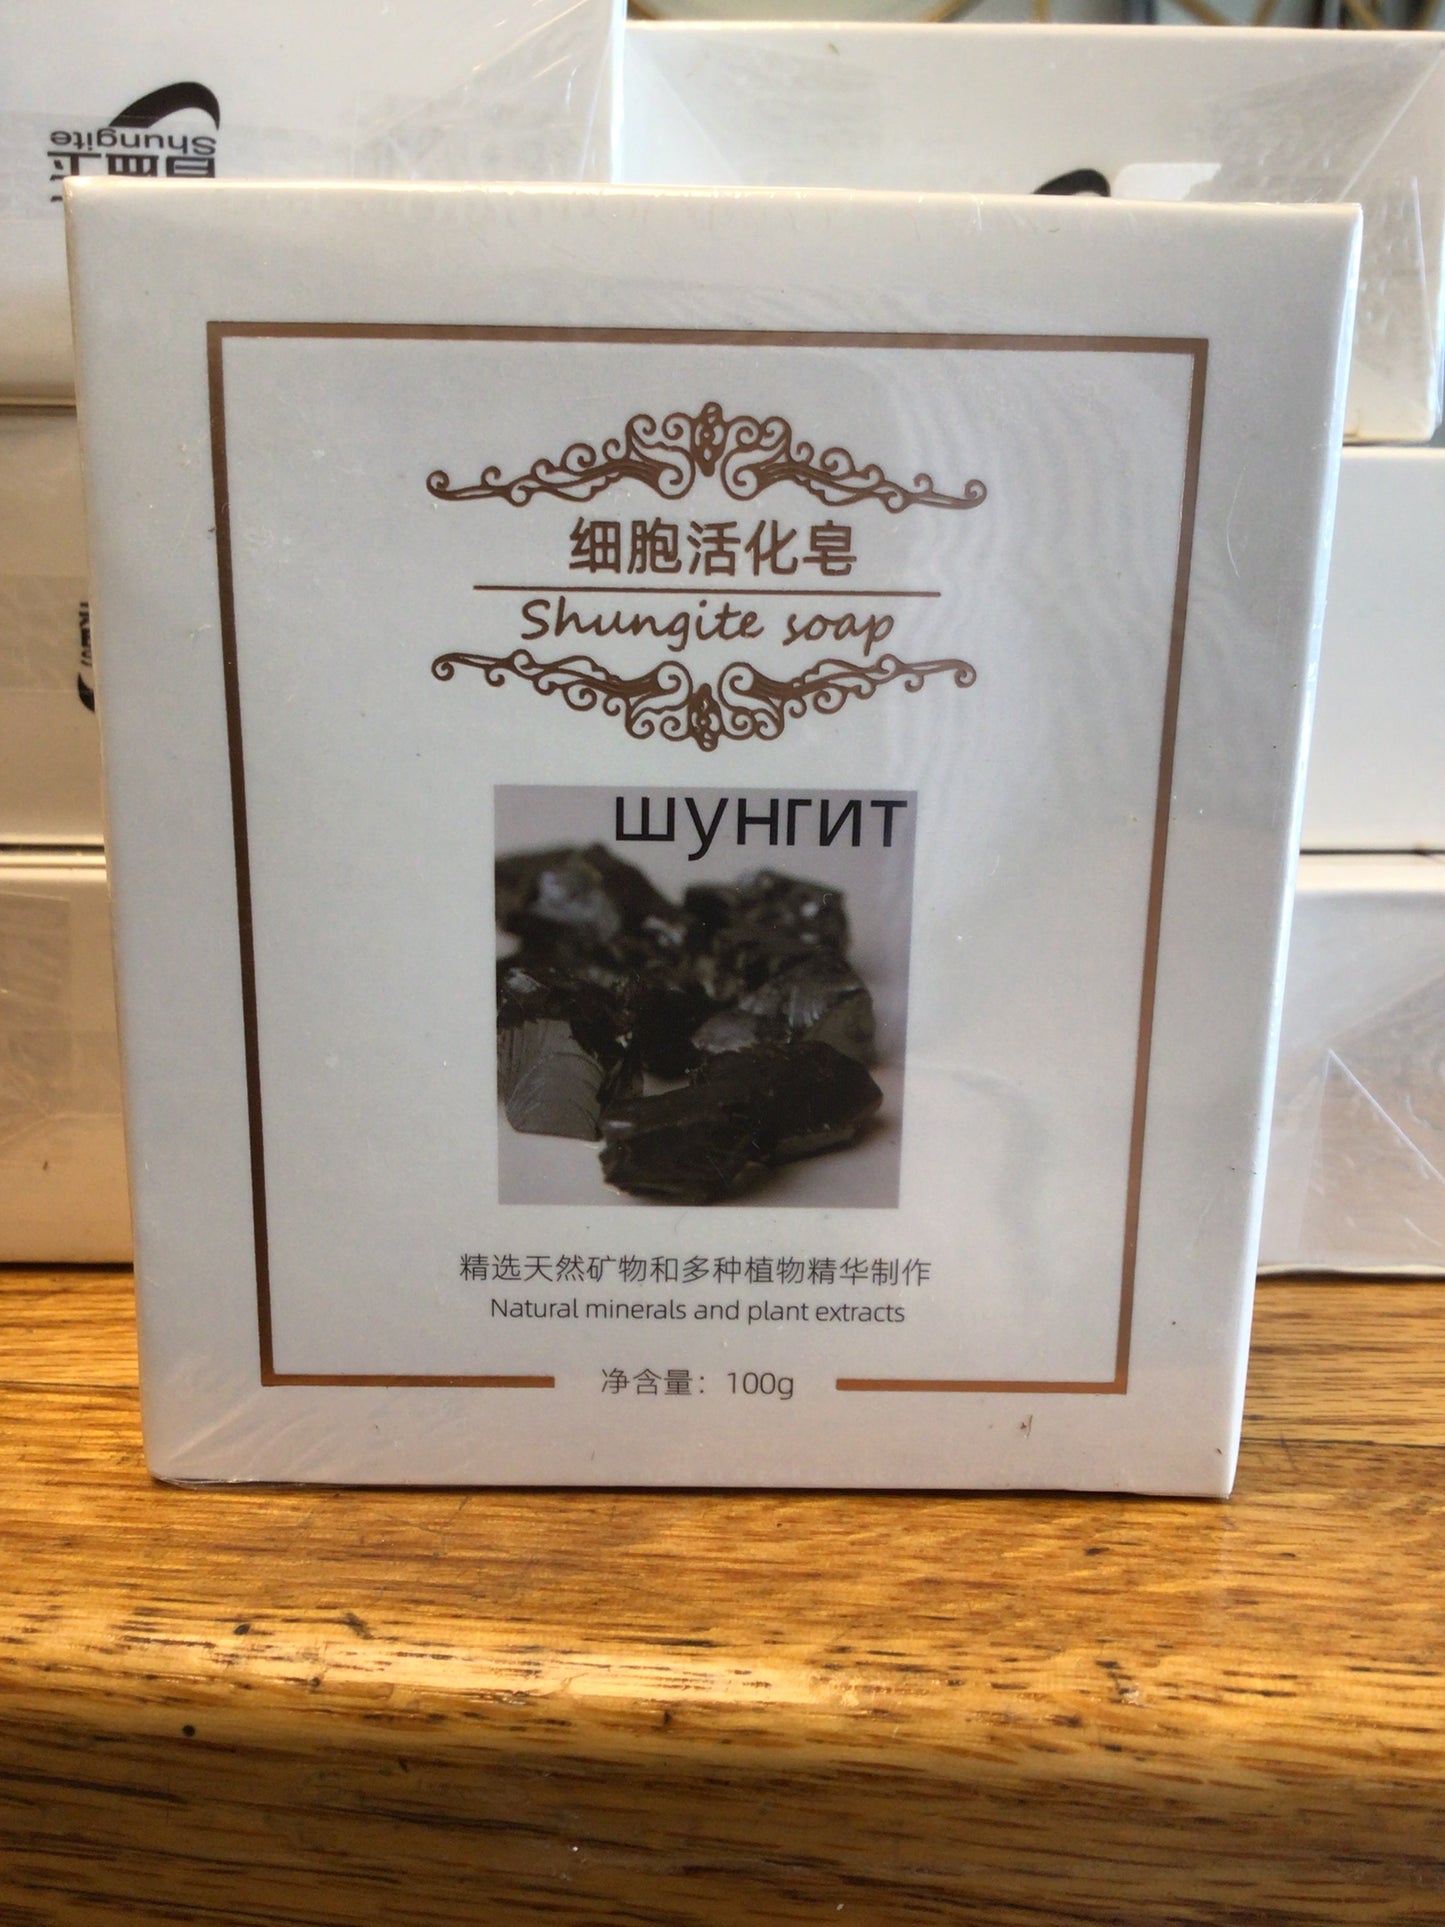 Shungite
细胞活化皂
Shungite soap
шунгит
精选天然矿物和多种植物精华制作
Natural minerals and plant extracts
净含量：100g